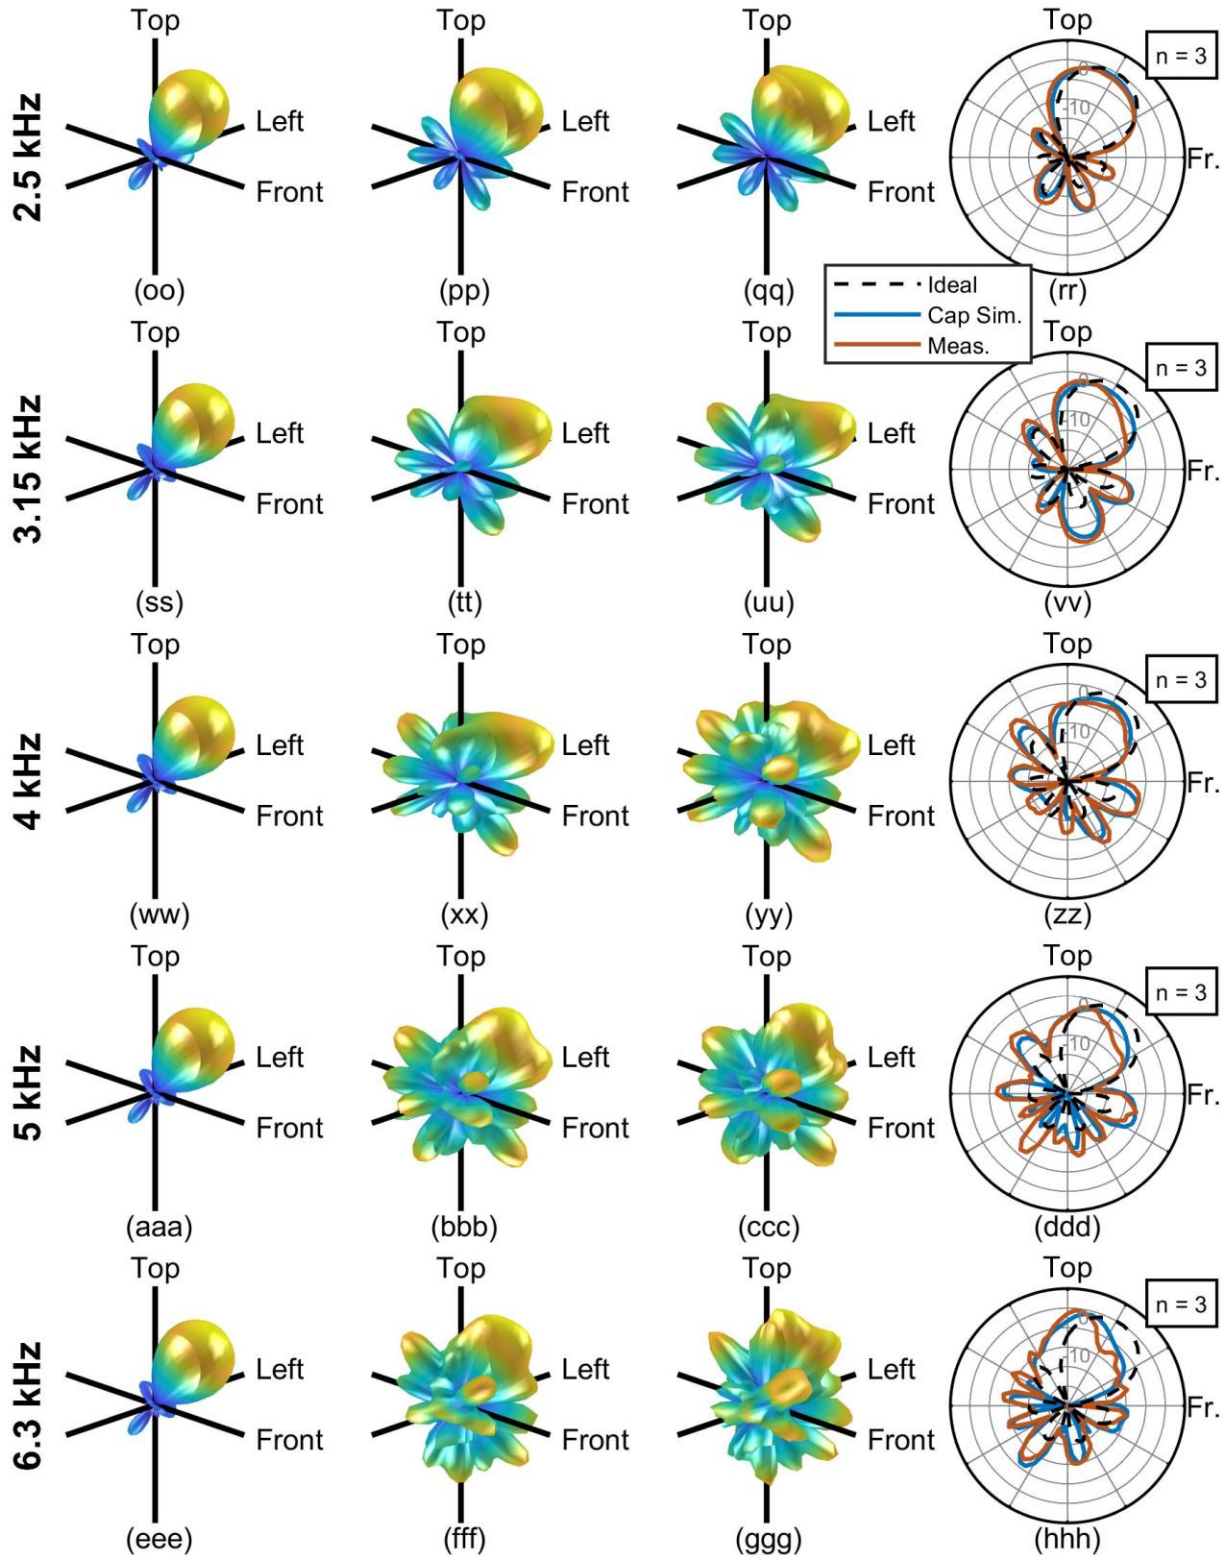 Top Top Top Top
n = 3
0
-10
2.5 kHz
Left Left Left
Fr.
Front Front Front
(oo) (pp) (qq) (rr)
Ideal
Cap Sim.
Meas.
Top Top Top Top
n = 3
0
-10
3.15 kHz
Left Left Left
Fr.
Front Front Front
(ss) (tt) (uu) (vv)
Top Top Top Top
n = 3
0
-10
4 kHz
Left Left Left
Fr.
Front Front Front
(ww) (xx) (yy) (zz)
Top Top Top Top
n = 3
0
-10
5 kHz
Left Left Left
Fr.
Front Front Front
(aaa) (bbb) (ccc) (ddd)
Top Top Top Top
n = 3
0
-10
6.3 kHz
Left Left Left
Fr.
Front Front Front
(eee) (fff) (ggg) (hhh)